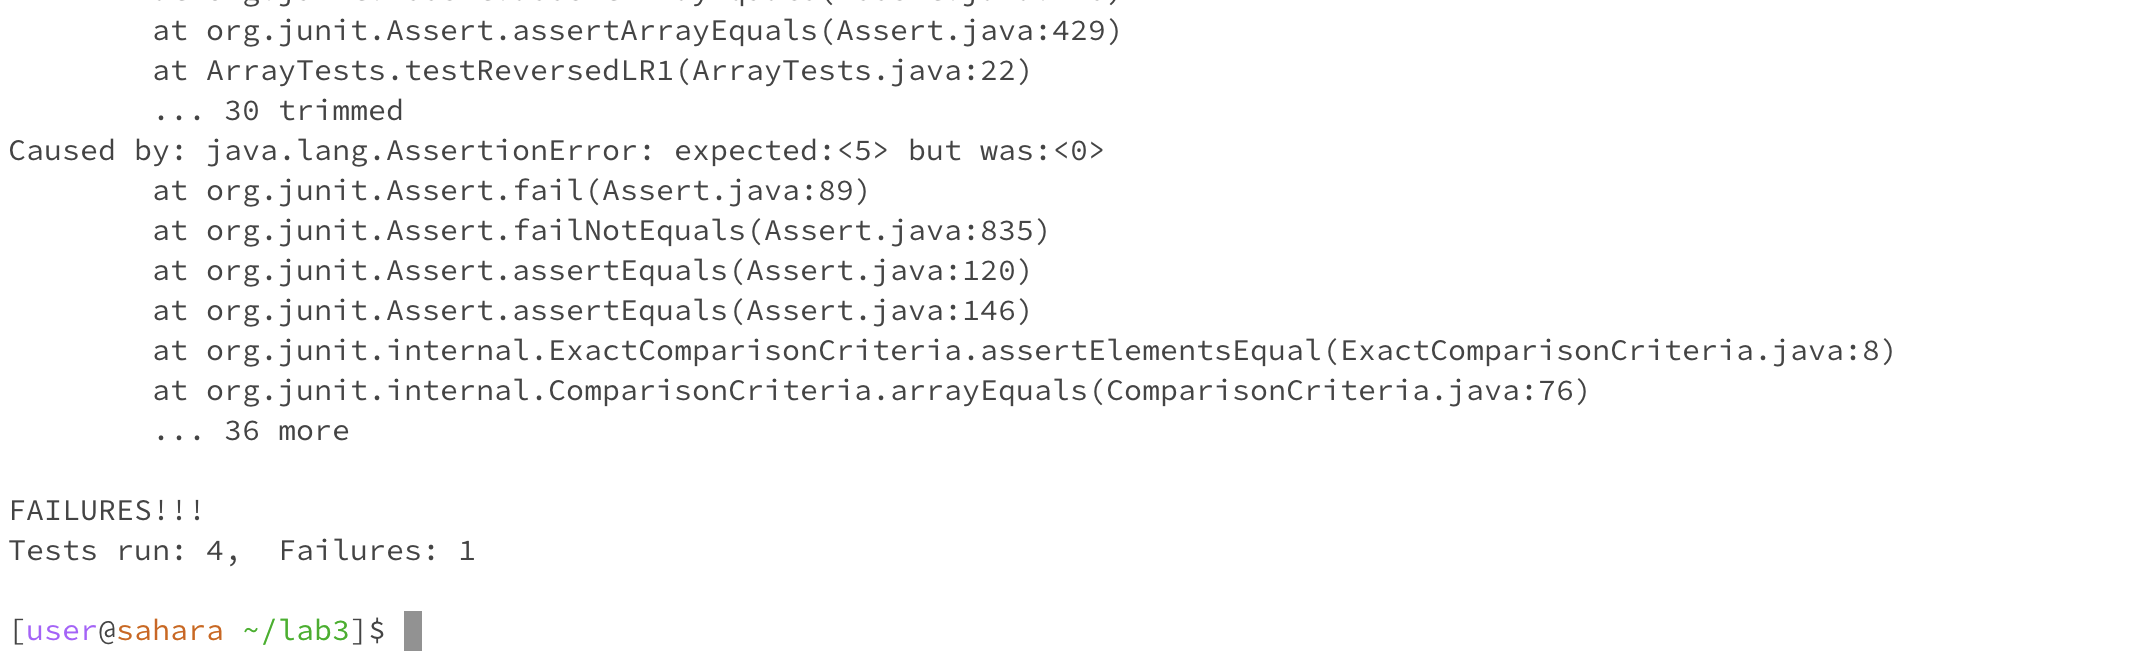 at org.junit.Assert.assertArrayEquals(Assert.java:429)
at ArrayTests.testReversedLR1(ArrayTests.java:22)
... 30 trimmed
Caused by: java.lang.AssertionError: expected:<5> but was:<0>
at org.junit.Assert.fail(Assert.java:89)
at org.junit.Assert.failNotEquals(Assert.java:835)
at org.junit.Assert.assertEquals(Assert.java:120)
at org.junit.Assert.assertEquals(Assert.java:146)
at org.junit.internal.ExactComparisonCriteria.assertElementsEqual(ExactComparisonCriteria.java:8)
at org.junit.internal.ComparisonCriteria.arrayEquals(ComparisonCriteria.java:76)
... 36 more
FAILURES!!!
Tests run: 4,  Failures: 1
[user@sahara ~/lab3]$